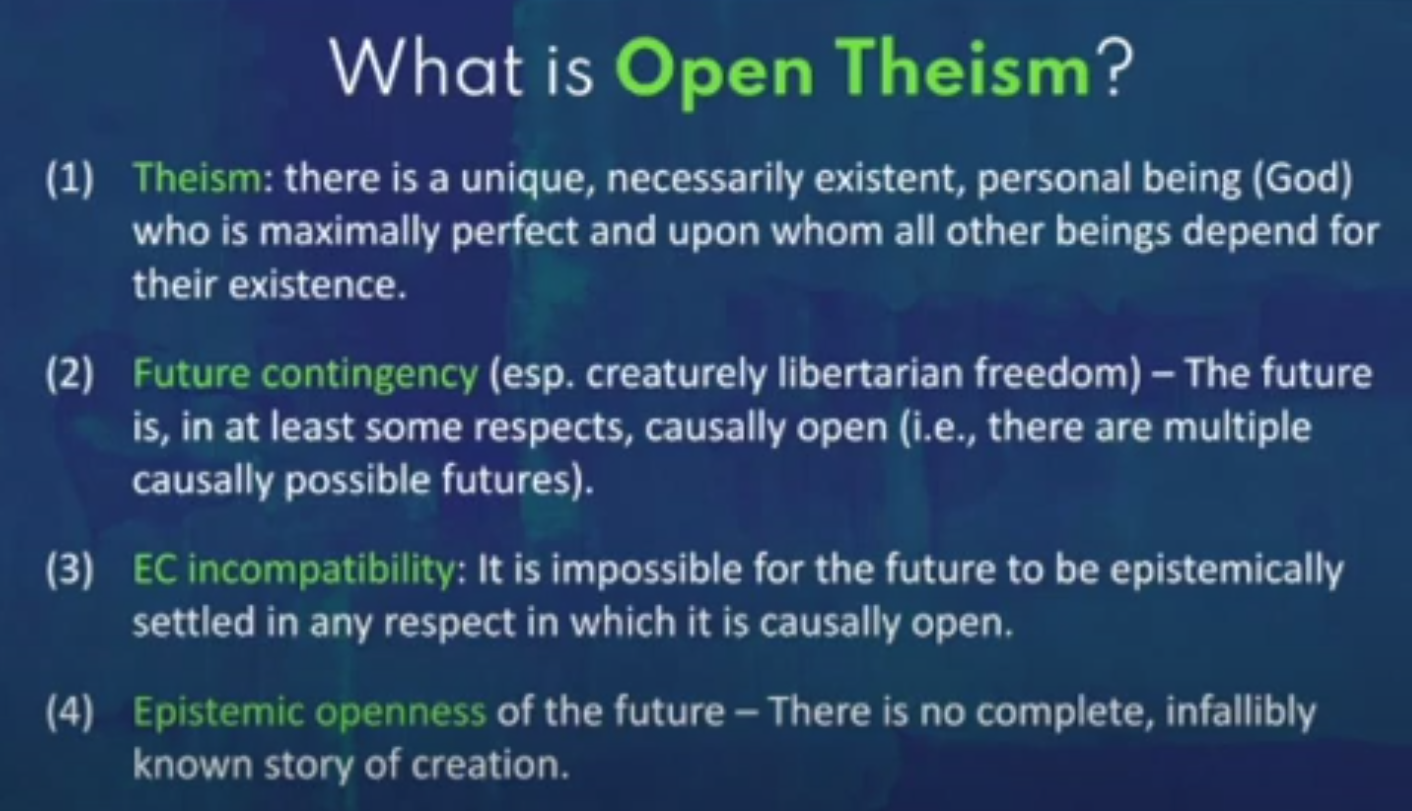 What is Open Theism?
(1) Theism: there is a unique, necessarily existent, personal being (God)
who is maximally perfect and upon whom all other beings depend for
their existence.
(2) Future contingency (esp. creaturely libertarian freedom) – The future
is, in at least some respects, causally open (i.e., there are multiple
causally possible futures).
(3) EC incompatibility: It is impossible for the future to be epistemically
settled in any respect in which it is causally open.
(4) Epistemic openness of the future – There is no complete, infallibly
known story of creation.